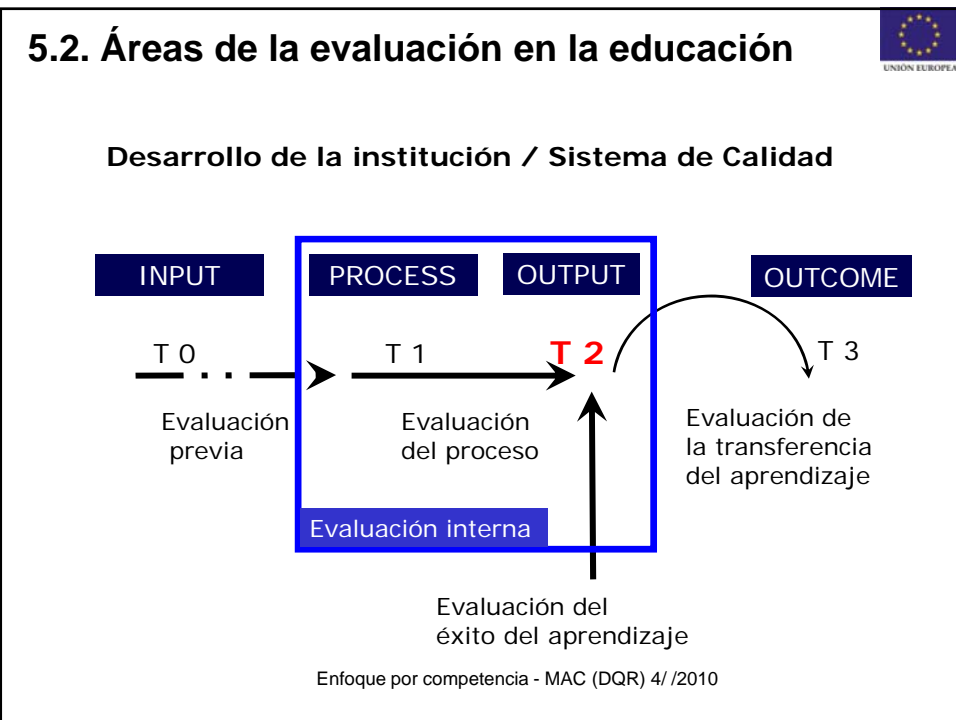 5.2. Áreas de la evaluación en la educación
UNIÓN EUROPEA
Desarrollo de la institución / Sistema de Calidad
INPUT
PROCESS
OUTPUT
OUTCOME
T 0
T 1
T 2
T 3
Evaluación
previa
Evaluación
del proceso
Evaluación de
la transferencia
del aprendizaje
Evaluación interna
Evaluación del
éxito del aprendizaje
Enfoque por competencia - MAC (DQR) 4/ /2010